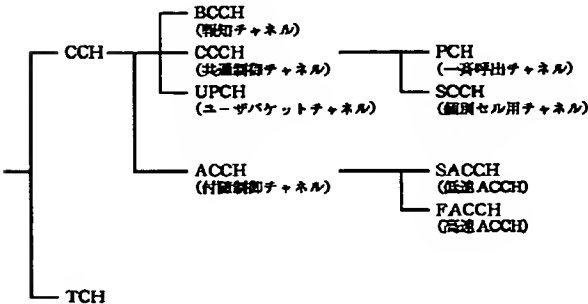 BCCH
(報知チャネル)
CCH
CCCH
(共通制御チャネル)
PCH
(一斉呼出チャネル)
UPCH
(ユーザパケットチャネル)
SCCH
(個別セル用チャネル)
ACCH
(付随制御チャネル)
SACCH
(低速ACCH)
FACCH
(高速ACCH)
TCH